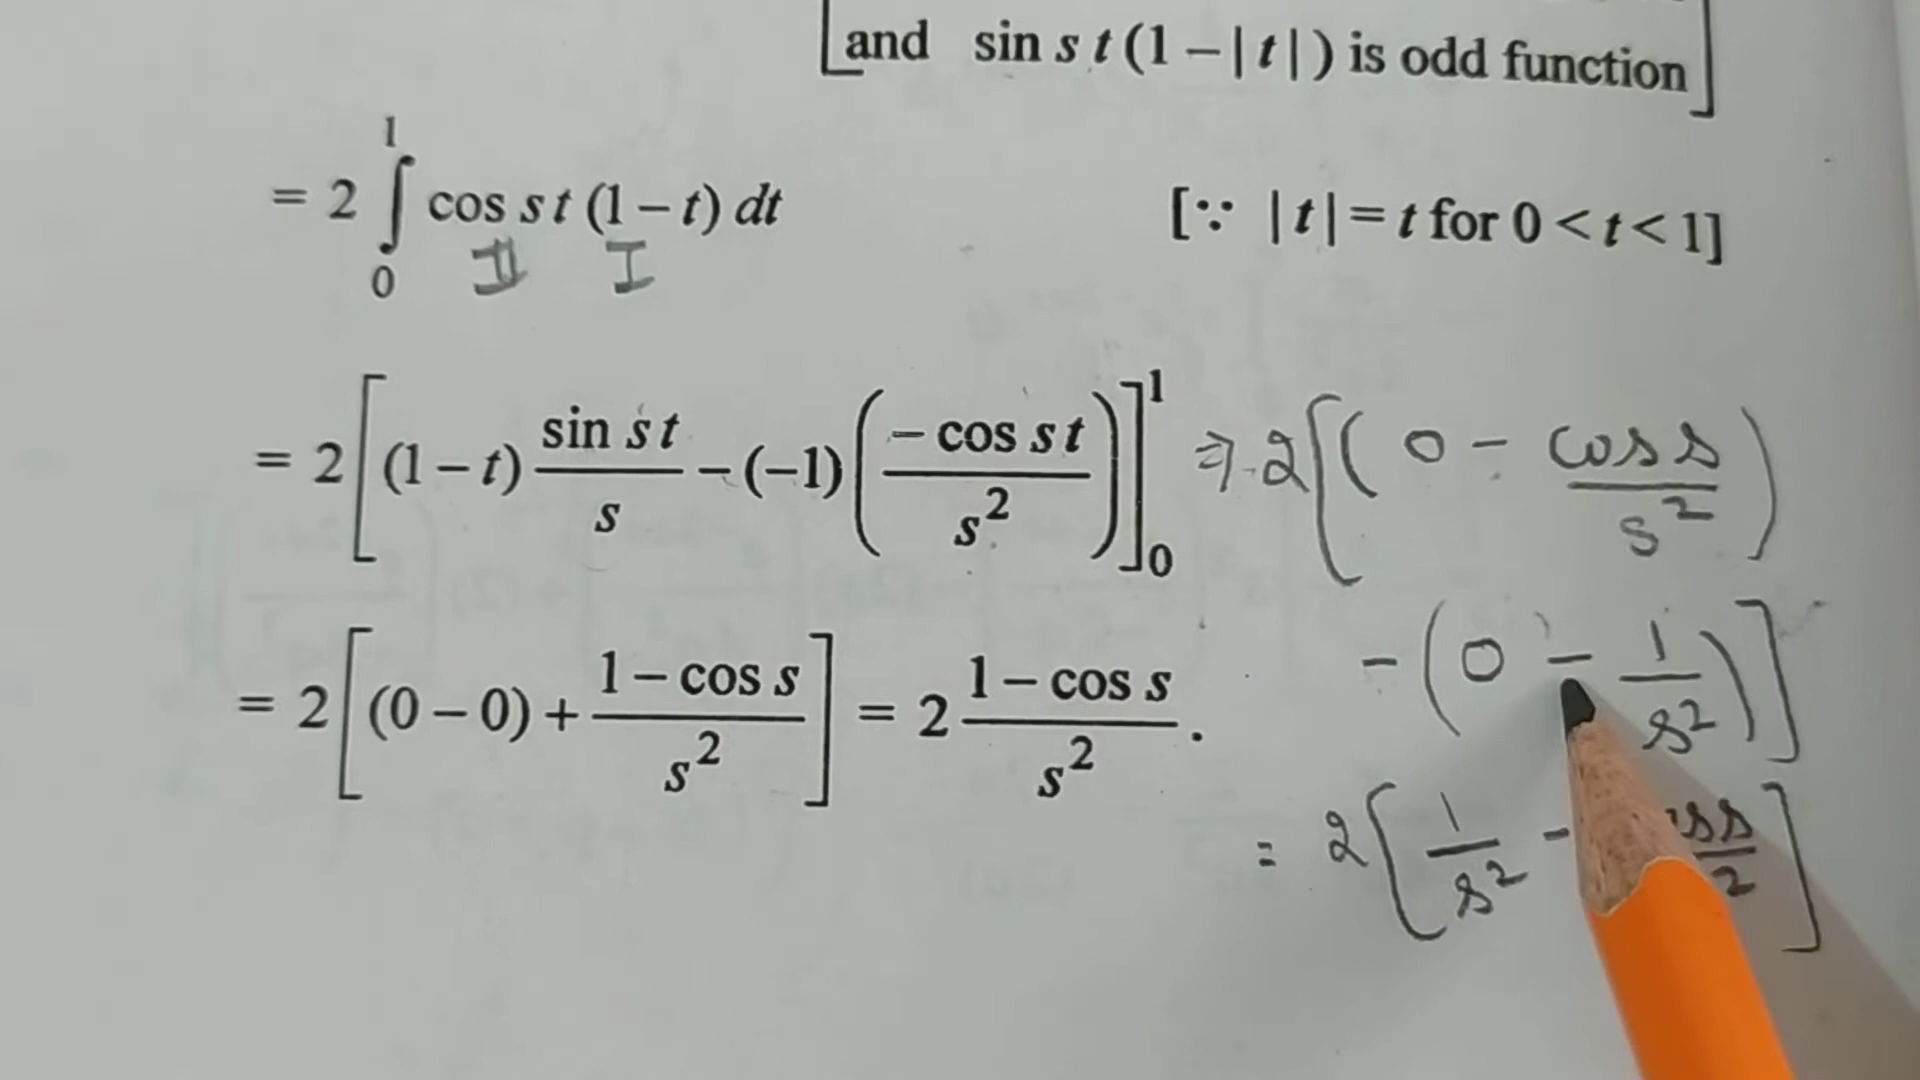 and sin s t (1 – | t | ) is odd function
= 2 ∫₀¹ cos s t (1 – t) dt [∵ | t | = t for 0 < t < 1]
II I
= 2 [ (1 – t) (sin s t)/s – (–1) ( (– cos s t)/s² ) ]₀¹ ⇒ 2 [ ( 0 – (cos s)/s² )
– ( 0 – 1/s² ) ]
= 2 [ (0 – 0) + (1 – cos s)/s² ] = 2 (1 – cos s)/s² .
= 2 [ 1/s² –